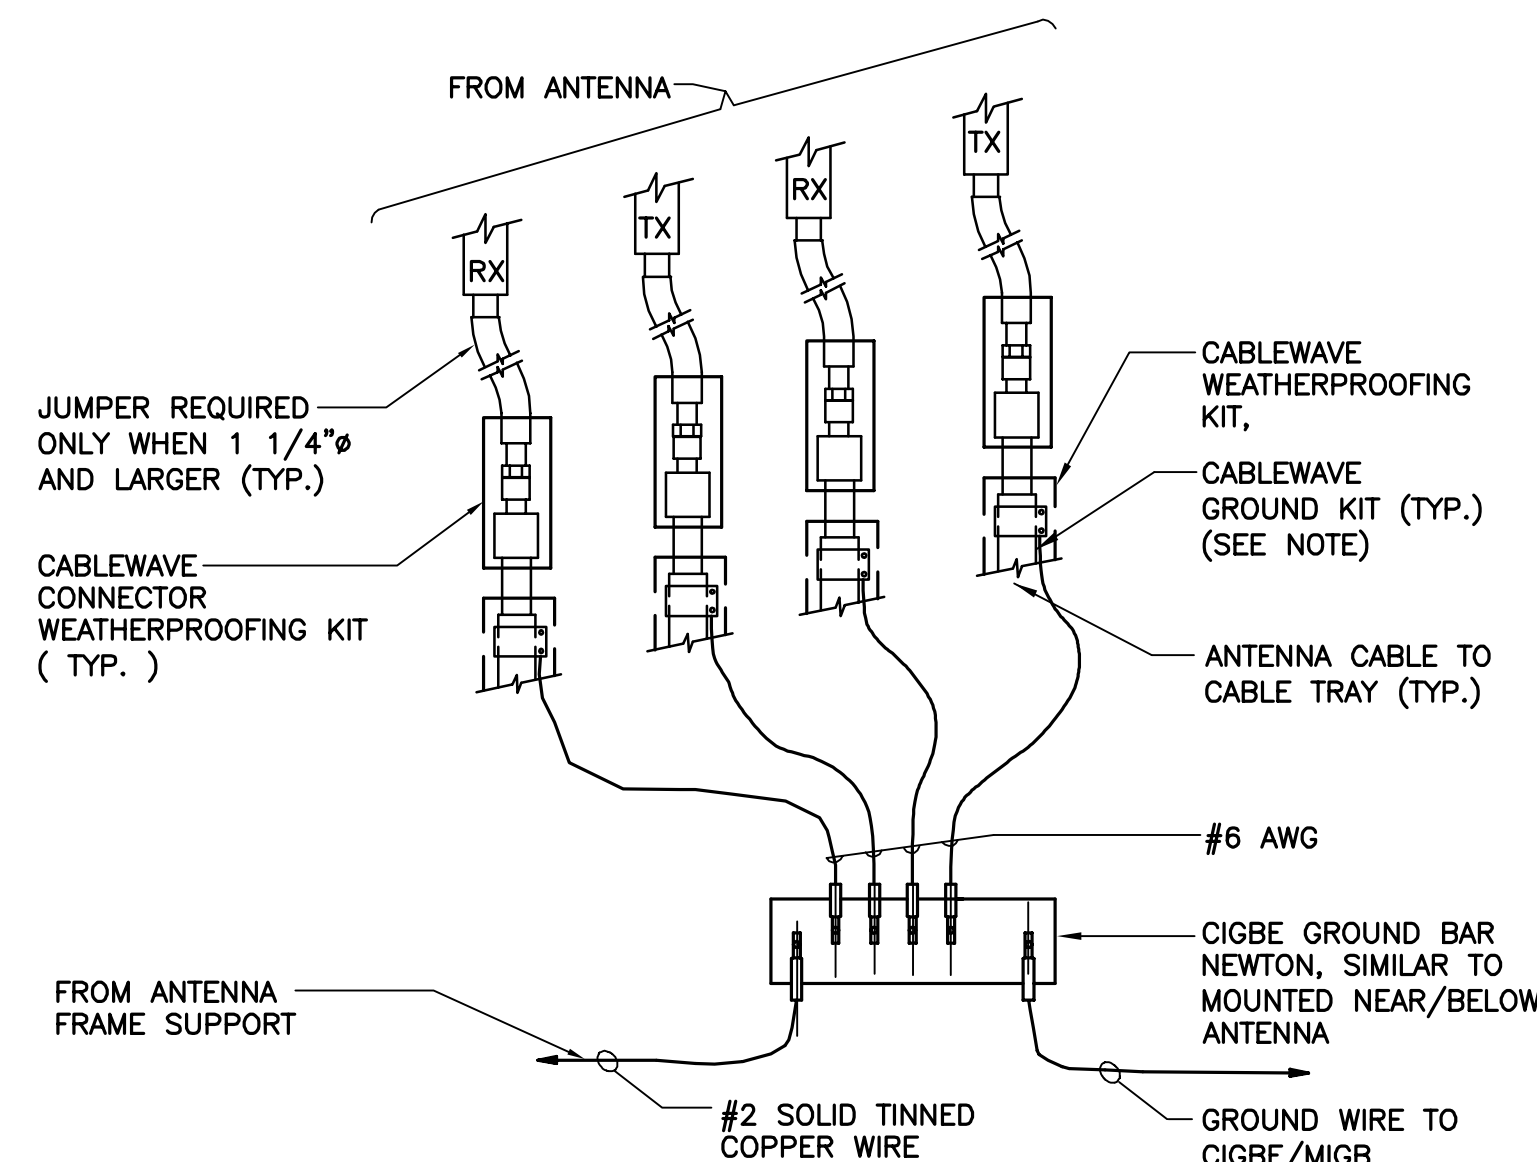 FROM ANTENNA
TX
RX
TX
RX
JUMPER REQUIRED
ONLY WHEN 1 1/4"ø
AND LARGER (TYP.)
CABLEWAVE
CONNECTOR
WEATHERPROOFING KIT
( TYP. )
CABLEWAVE
WEATHERPROOFING
KIT,
CABLEWAVE
GROUND KIT (TYP.)
(SEE NOTE)
ANTENNA CABLE TO
CABLE TRAY (TYP.)
#6 AWG
CIGBE GROUND BAR
NEWTON, SIMILAR TO
MOUNTED NEAR/BELOW
ANTENNA
FROM ANTENNA
FRAME SUPPORT
#2 SOLID TINNED
COPPER WIRE
GROUND WIRE TO
CIGBE/MIGB